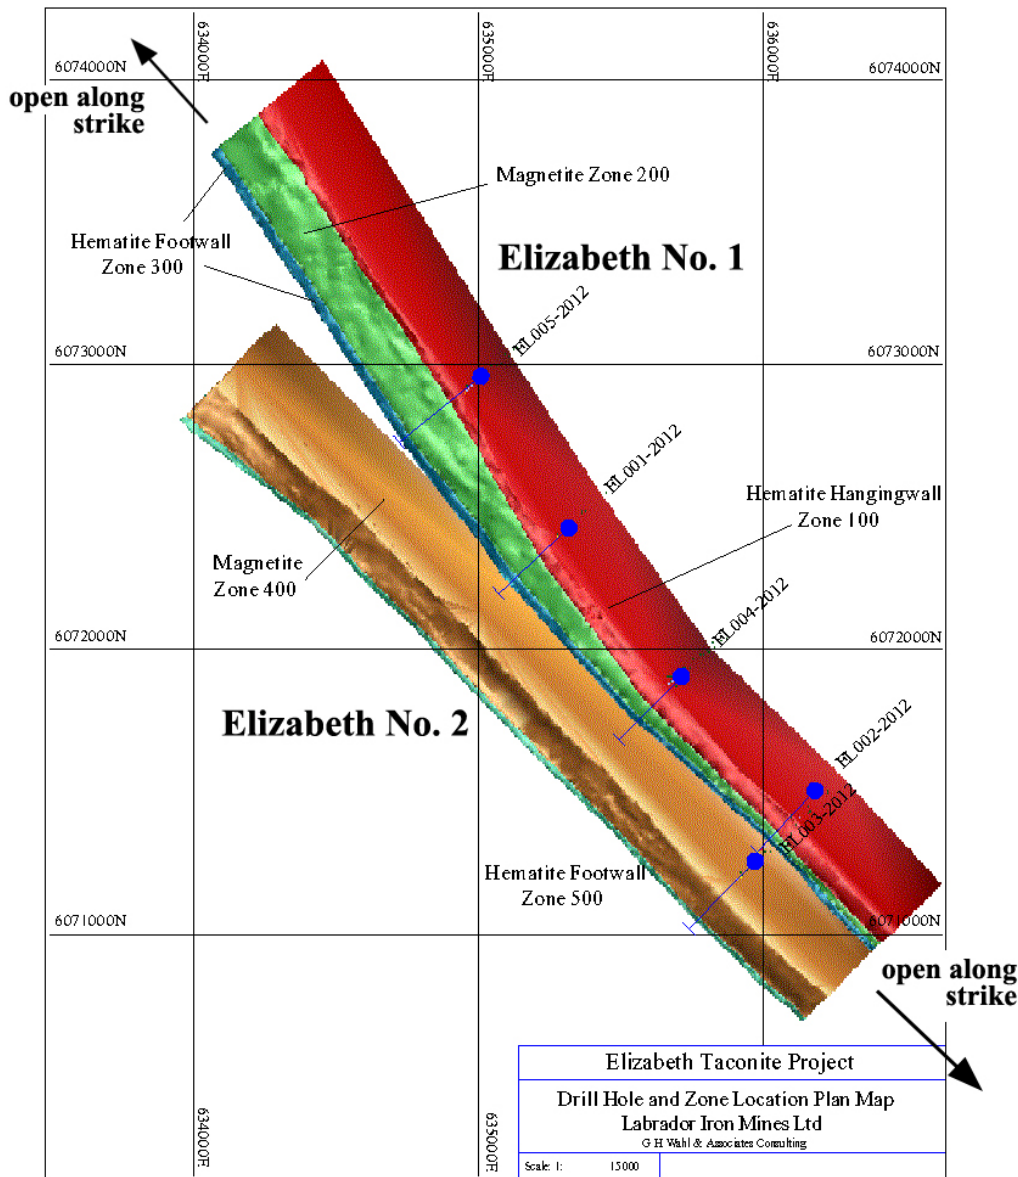 634000E
635000E
636000E
6074000N
6074000N
open along
strike
Magnetite Zone 200
Hematite Footwall
Zone 300
Elizabeth No. 1
EL005-2012
6073000N
6073000N
EL001-2012
Hematite Hangingwall
Zone 100
Magnetite
Zone 400
EL004-2012
6072000N
6072000N
Elizabeth No. 2
EL002-2012
EL003-2012
Hematite Footwall
Zone 500
6071000N
6071000N
open along
strike
634000E
635000E
Elizabeth Taconite Project
Drill Hole and Zone Location Plan Map
Labrador Iron Mines Ltd
G H Wahl & Associates Consulting
Scale: 1: 15000